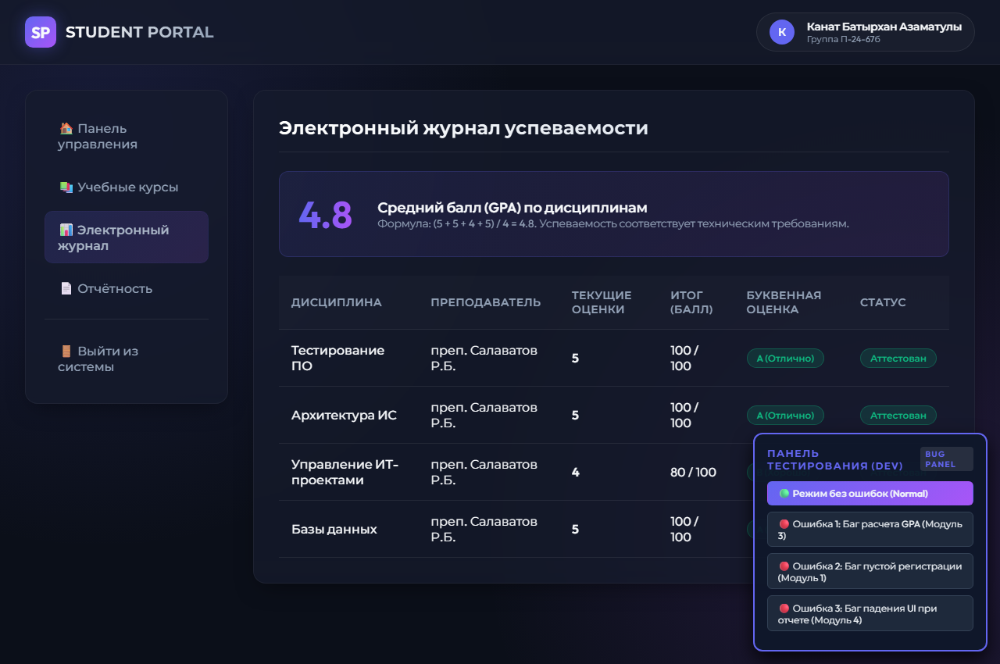 SP STUDENT PORTAL
К
Канат Батырхан Азаматулы
Группа П-24-67б
Панель
управления
Учебные курсы
Электронный
журнал
Отчётность
Выйти из
системы
Электронный журнал успеваемости
4.8
Средний балл (GPA) по дисциплинам
Формула: (5 + 5 + 4 + 5) / 4 = 4.8. Успеваемость соответствует техническим требованиям.
ДИСЦИПЛИНА
ПРЕПОДАВАТЕЛЬ
ТЕКУЩИЕ
ОЦЕНКИ
ИТОГ
(БАЛЛ)
БУКВЕННАЯ
ОЦЕНКА
СТАТУС
Тестирование
ПО
преп. Салаватов
Р.Б.
5
100 /
100
A (Отлично)
Аттестован
Архитектура ИС
преп. Салаватов
Р.Б.
5
100 /
100
A (Отлично)
Аттестован
Управление ИТ-
проектами
преп. Салаватов
Р.Б.
4
80 / 100
Базы данных
преп. Салаватов
Р.Б.
5
100 /
100
ПАНЕЛЬ
ТЕСТИРОВАНИЯ (DEV)
BUG
PANEL
Режим без ошибок (Normal)
Ошибка 1: Баг расчета GPA (Модуль
3)
Ошибка 2: Баг пустой регистрации
(Модуль 1)
Ошибка 3: Баг падения UI при
отчете (Модуль 4)